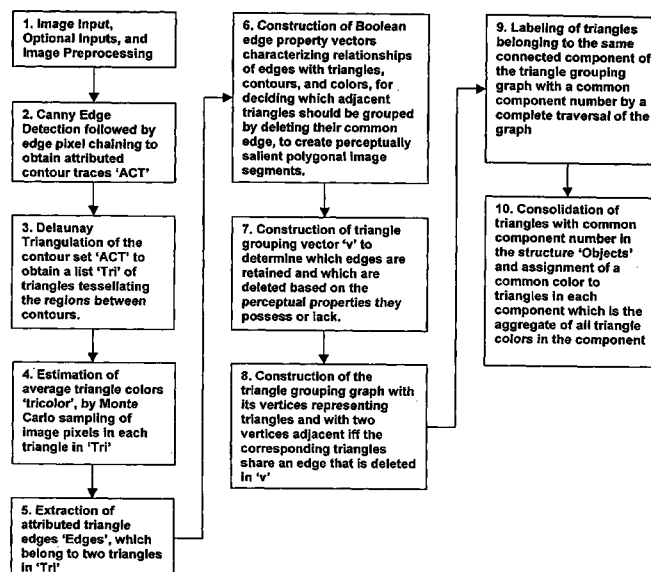 1. Image Input,
Optional Inputs, and
Image Preprocessing
2. Canny Edge
Detection followed by
edge pixel chaining to
obtain attributed
contour traces 'ACT'
3. Delaunay
Triangulation of the
contour set 'ACT' to
obtain a list 'Tri' of
triangles tessellating
the regions between
contours.
4. Estimation of
average triangle colors
'tricolor', by Monte
Carlo sampling of
image pixels in each
triangle in 'Tri'
5. Extraction of
attributed triangle
edges 'Edges', which
belong to two triangles
in 'Tri'
6. Construction of Boolean
edge property vectors
characterizing relationships
of edges with triangles,
contours, and colors, for
deciding which adjacent
triangles should be grouped
by deleting their common
edge, to create perceptually
salient polygonal image
segments.
7. Construction of triangle
grouping vector 'v' to
determine which edges are
retained and which are
deleted based on the
perceptual properties they
possess or lack.
8. Construction of the
triangle grouping graph with
its vertices representing
triangles and with two
vertices adjacent iff the
corresponding triangles
share an edge that is deleted
in 'v'
9. Labeling of triangles
belonging to the same
connected component of
the triangle grouping
graph with a common
component number by a
complete traversal of the
graph
10. Consolidation of
triangles with common
component number in
the structure 'Objects'
and assignment of a
common color to
triangles in each
component which is the
aggregate of all triangle
colors in the component